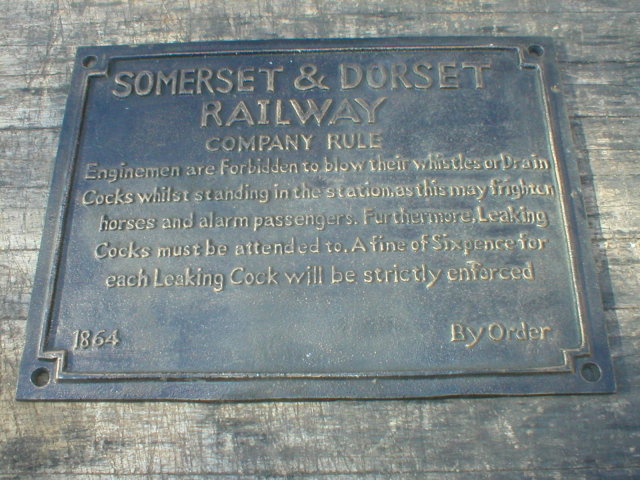 SOMERSET & DORSET
RAILWAY
COMPANY RULE
Enginemen are Forbidden to blow their whistles or Drain
Cocks whilst standing in the station, as this may frighten
horses and alarm passengers. Furthermore, Leaking
Cocks must be attended to. A fine of Sixpence for
each Leaking Cock will be strictly enforced
1864 By Order